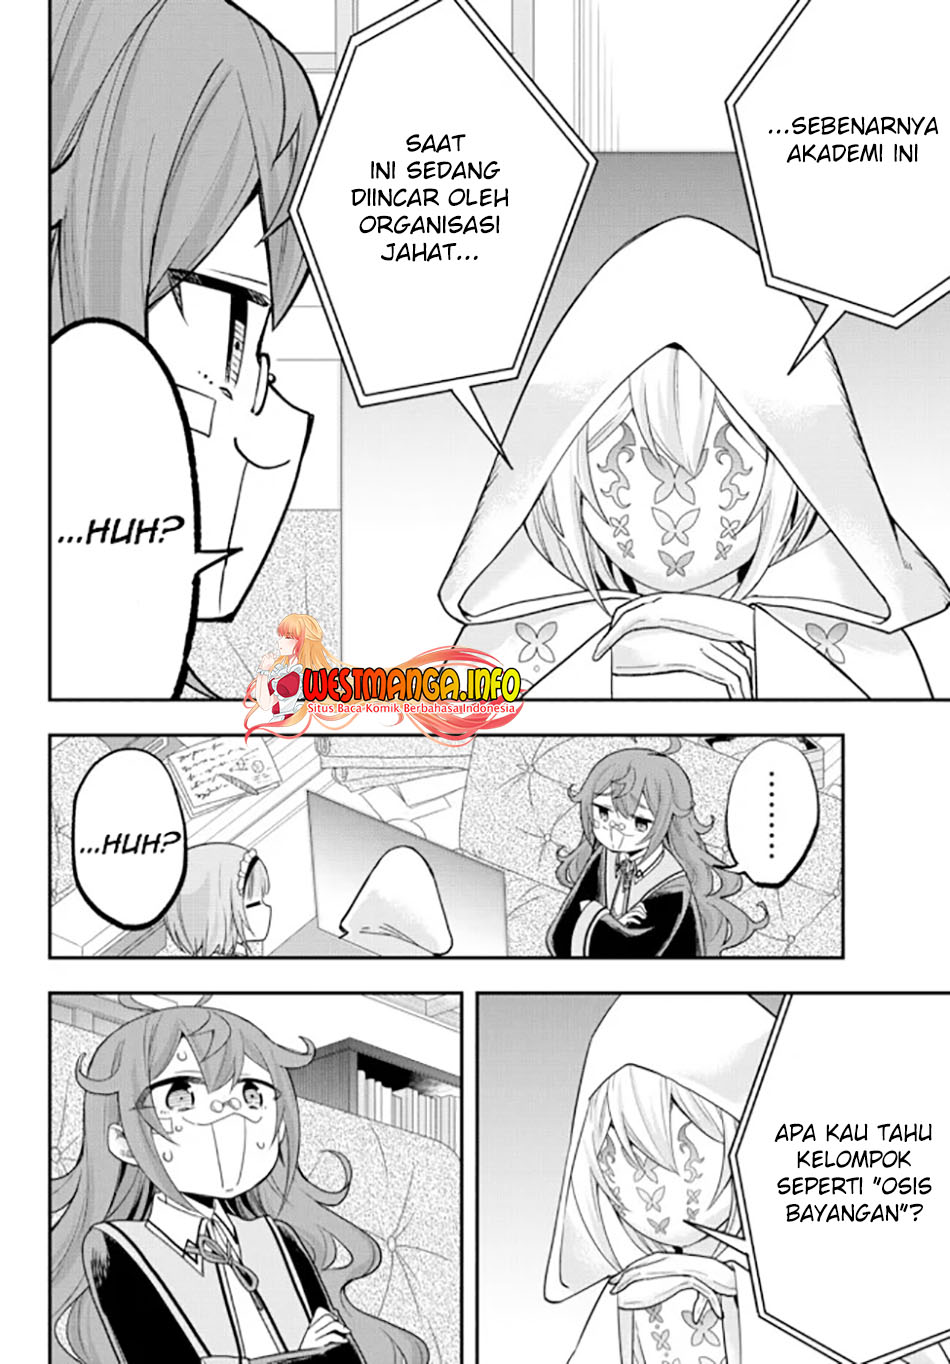 ...SEBENARNYA
AKADEMI INI
SAAT
INI SEDANG
DIINCAR OLEH
ORGANISASI
JAHAT...
...HUH?
WESTMANGA.INFO
Situs Baca Komik Berbahasa Indonesia
.........
...HUH?
APA KAU TAHU
KELOMPOK
SEPERTI "OSIS
BAYANGAN"?